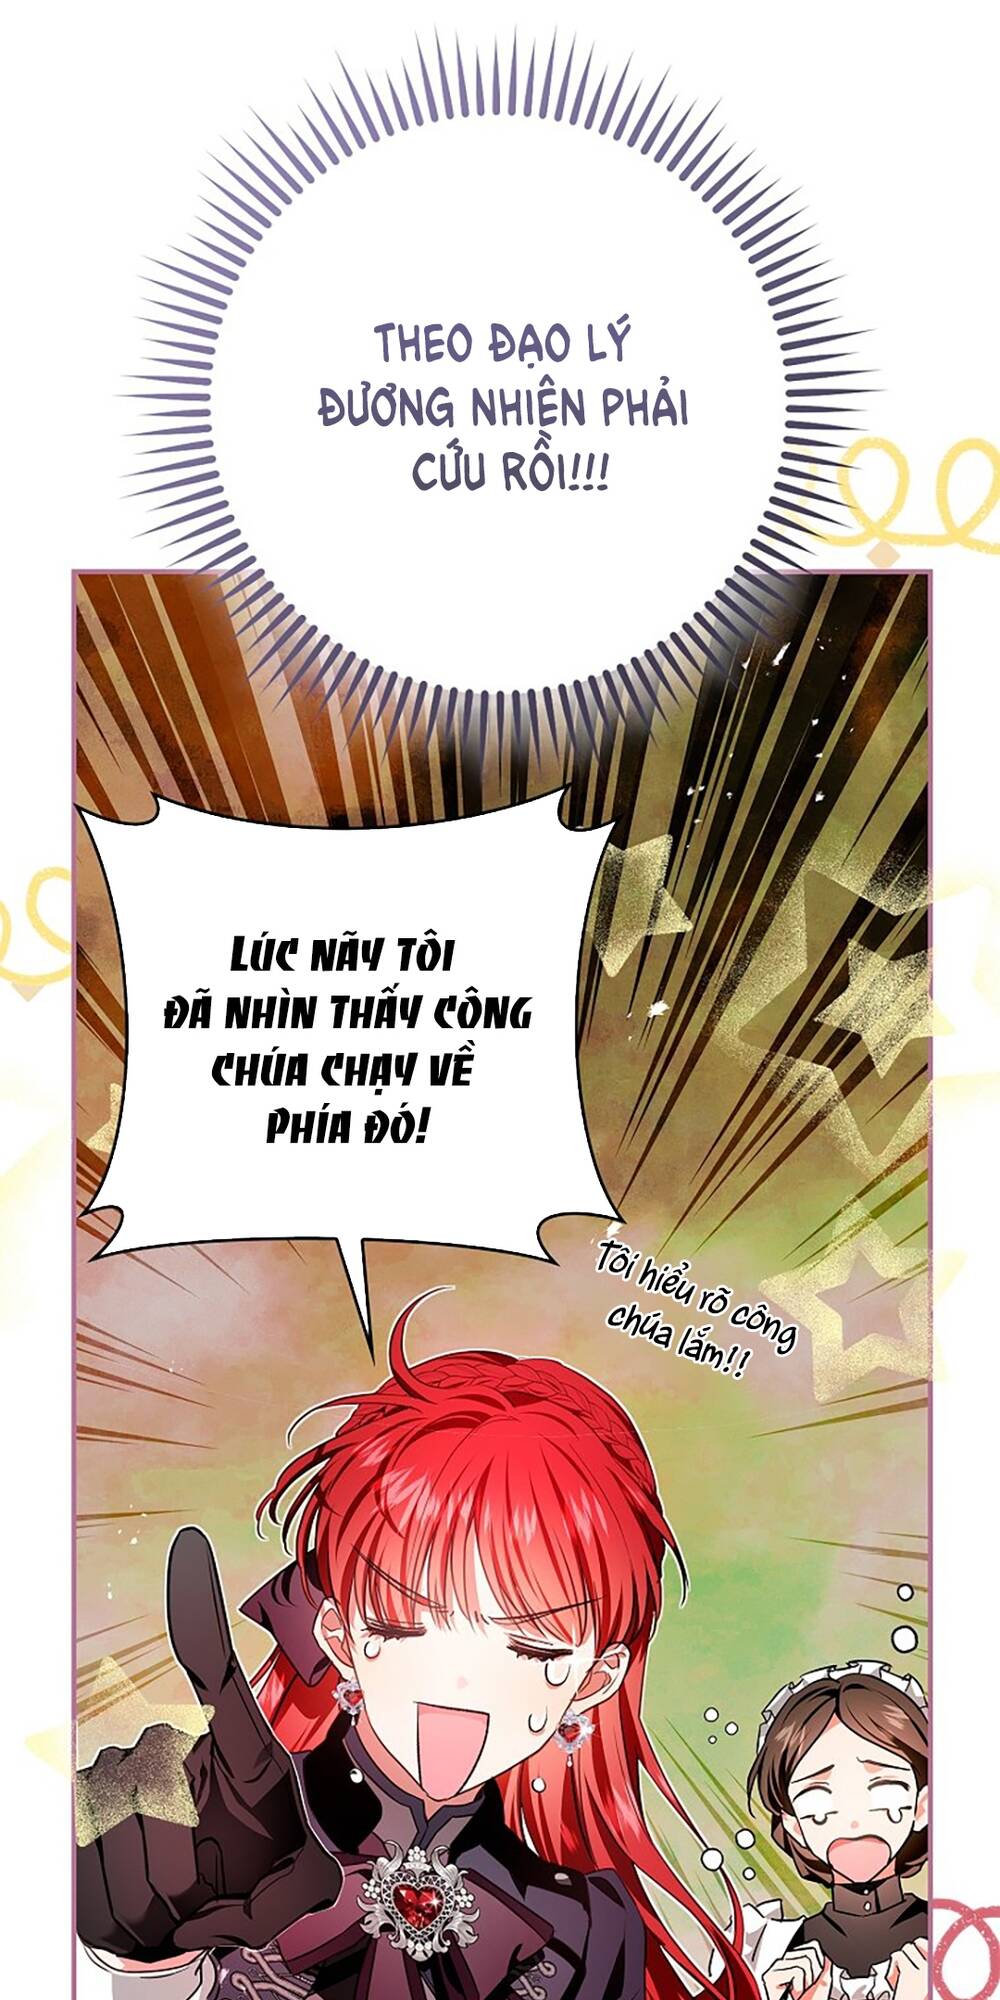 THEO ĐẠO LÝ
ĐƯƠNG NHIÊN PHẢI
CỨU RỒI!!!
LÚC NÃY TÔI
ĐÃ NHÌN THẤY CÔNG
CHÚA CHẠY VỀ
PHÍA ĐÓ!
Tôi hiểu rõ công
chúa lắm!!